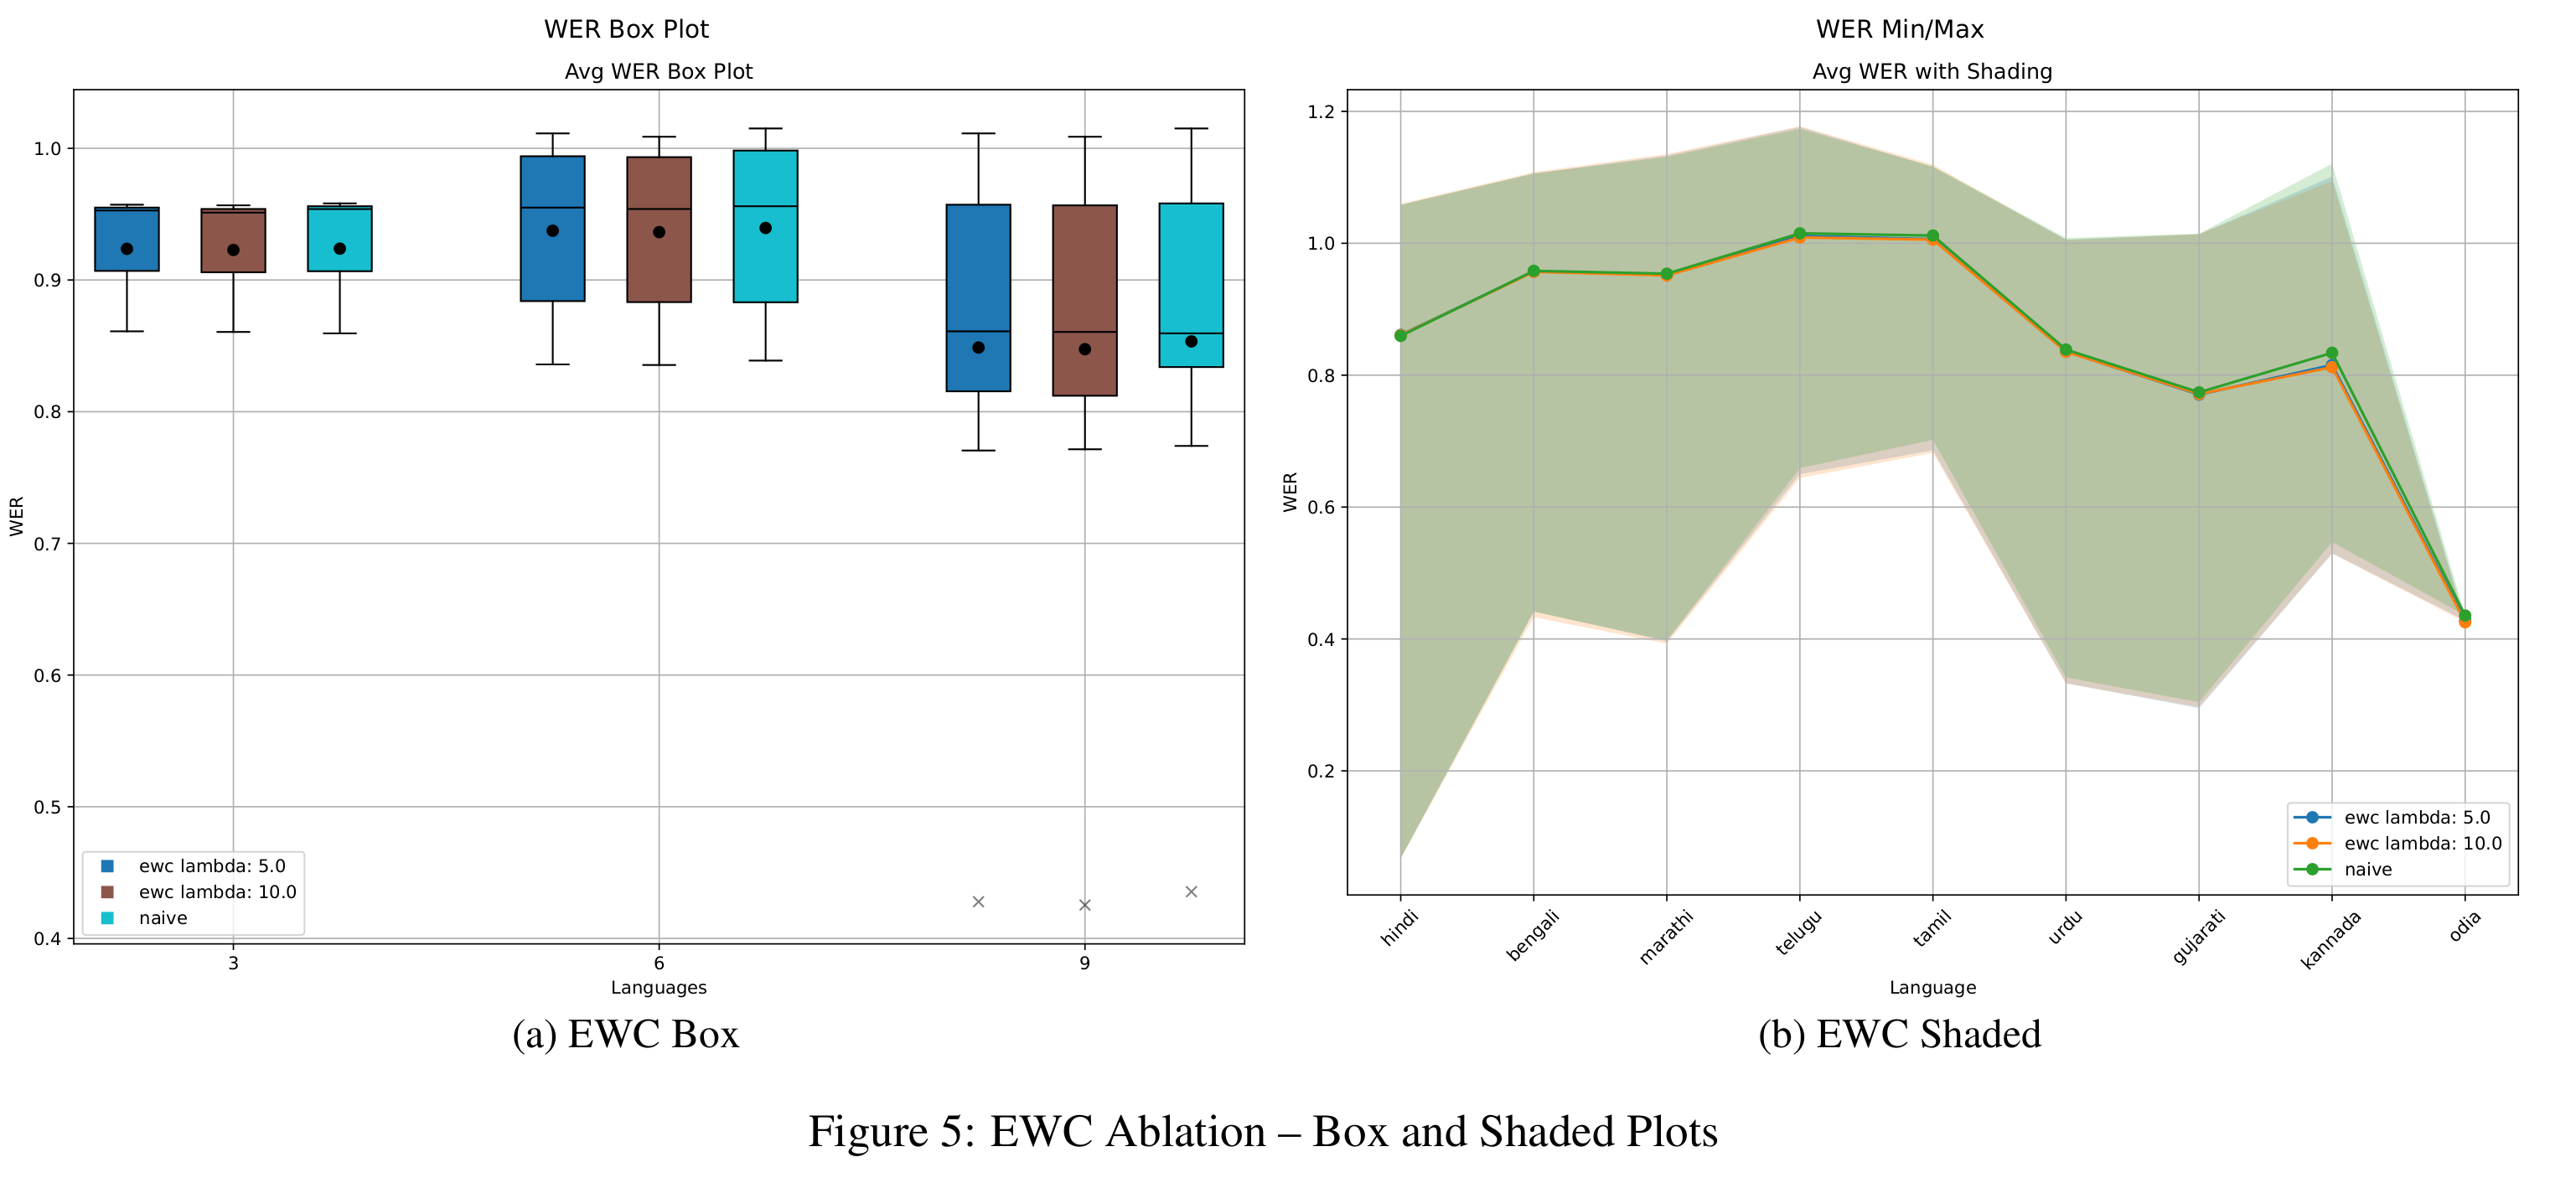 WER Box Plot
Avg WER Box Plot
WER
1.0
0.9
0.8
0.7
0.6
0.5
0.4
ewc lambda: 5.0
ewc lambda: 10.0
naive
3 6 9
Languages
(a) EWC Box
WER Min/Max
Avg WER with Shading
WER
1.2
1.0
0.8
0.6
0.4
0.2
ewc lambda: 5.0
ewc lambda: 10.0
naive
hindi bengali marathi telugu tamil urdu gujarati kannada odia
Language
(b) EWC Shaded
Figure 5: EWC Ablation – Box and Shaded Plots